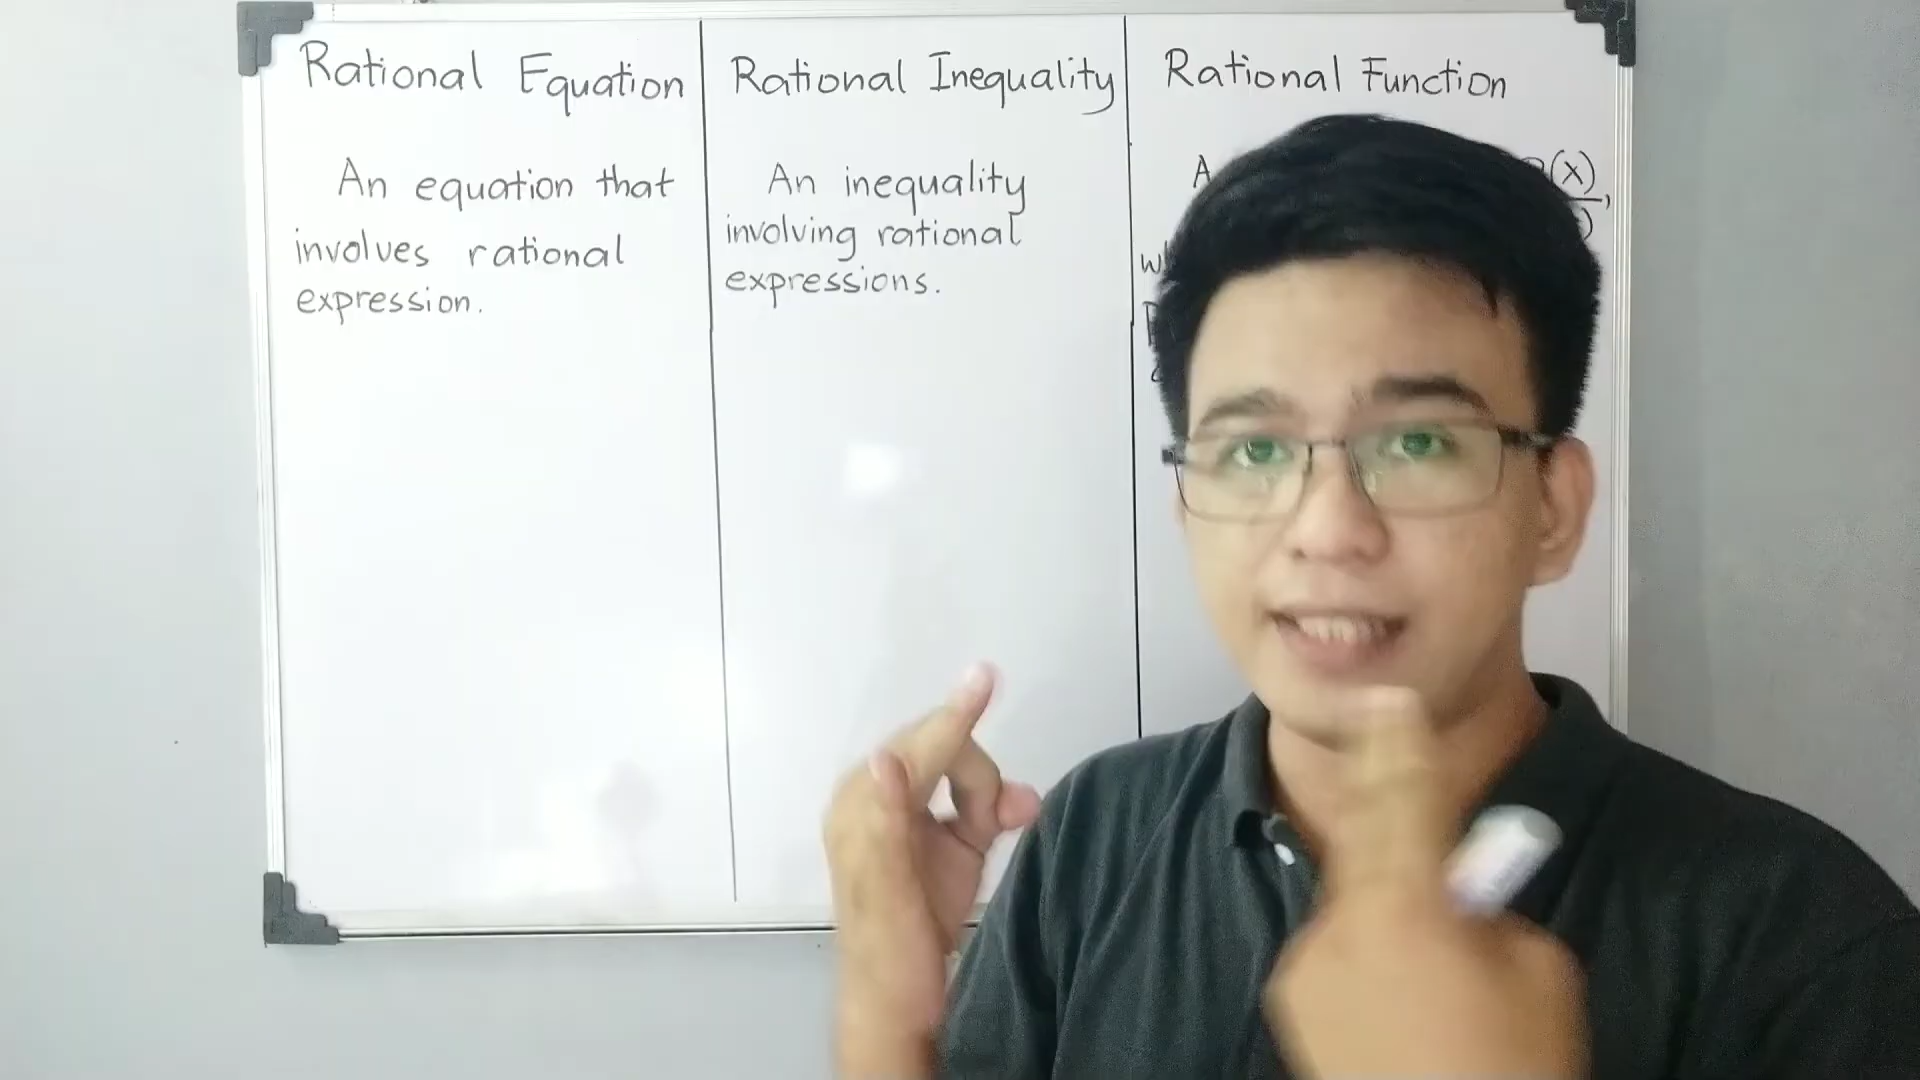 Rational Equation
An equation that
involves rational
expression.
Rational Inequality
An inequality
involving rational
expressions.
Rational Function
A
(x)